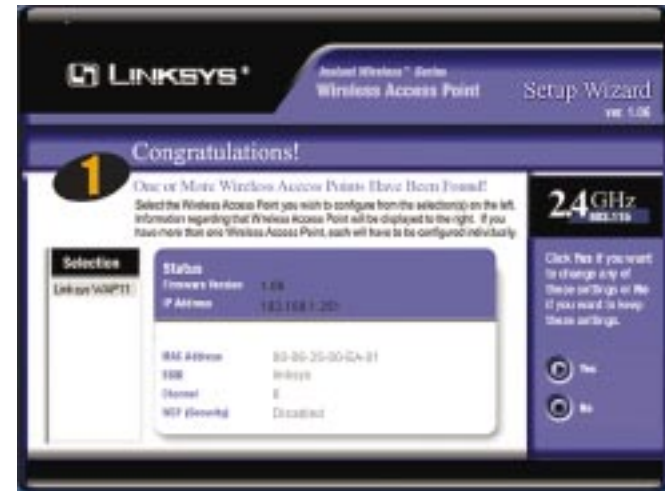 LINKSYS
Instant Wireless™ Series
Wireless Access Point
Setup Wizard
ver. 1.06
1
Congratulations!
One or More Wireless Access Points Have Been Found!
Select the Wireless Access Point you wish to configure from the selection(s) on the left.
Information regarding that Wireless Access Point will be displayed to the right. If you
have more than one Wireless Access Point, each will have to be configured individually.
2.4 GHz
802.11b
Selection
Linksys WAP11
Status
Firmware Version 1.06
IP Address
MAC Address
SSID linksys
Channel 6
WEP (Security) Disabled
Click Yes if you want
to change any of
these settings or No
if you want to keep
these settings.
Yes
No